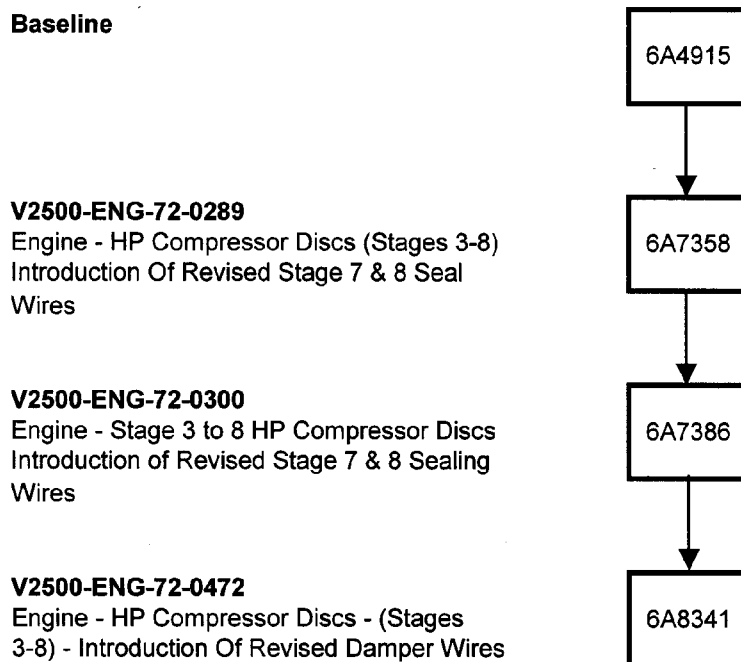 Baseline
6A4915
V2500-ENG-72-0289
Engine - HP Compressor Discs (Stages 3-8)
Introduction Of Revised Stage 7 & 8 Seal
Wires
6A7358
V2500-ENG-72-0300
Engine - Stage 3 to 8 HP Compressor Discs
Introduction of Revised Stage 7 & 8 Sealing
Wires
6A7386
V2500-ENG-72-0472
Engine - HP Compressor Discs - (Stages
3-8) - Introduction Of Revised Damper Wires
6A8341